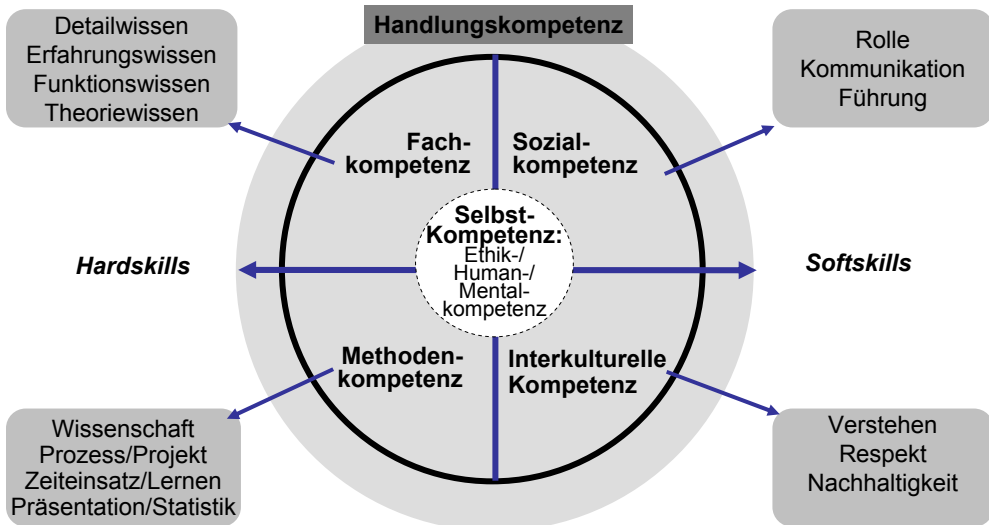 Handlungskompetenz
Detailwissen
Erfahrungswissen
Funktionswissen
Theoriewissen
Rolle
Kommunikation
Führung
Fach-
kompetenz
Sozial-
kompetenz
Selbst-
Kompetenz:
Ethik-/
Human-/
Mental-
kompetenz
Hardskills
Softskills
Methoden-
kompetenz
Interkulturelle
Kompetenz
Wissenschaft
Prozess/Projekt
Zeiteinsatz/Lernen
Präsentation/Statistik
Verstehen
Respekt
Nachhaltigkeit